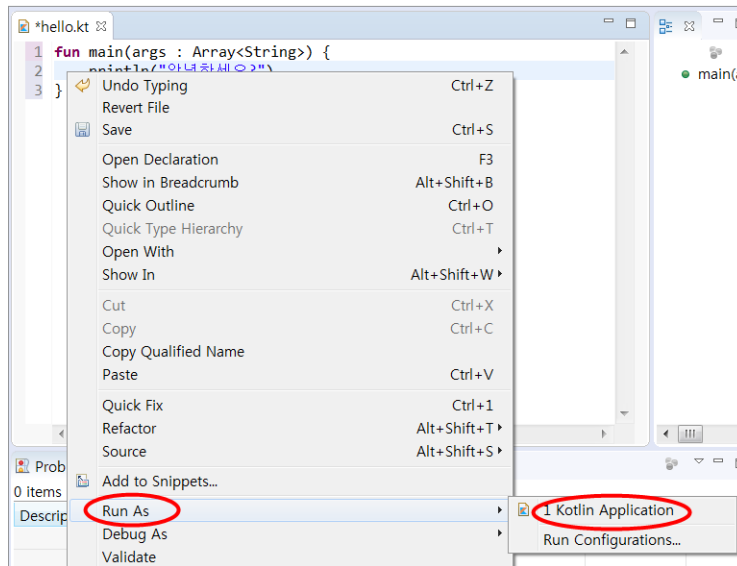 *hello.kt
1 fun main(args : Array<String>) {
2 println("안녕하세요?")
3 }
main(
Undo Typing Ctrl+Z
Revert File
Save Ctrl+S
Open Declaration F3
Show in Breadcrumb Alt+Shift+B
Quick Outline Ctrl+O
Quick Type Hierarchy Ctrl+T
Open With
Show In Alt+Shift+W
Cut Ctrl+X
Copy Ctrl+C
Copy Qualified Name
Paste Ctrl+V
Quick Fix Ctrl+1
Refactor Alt+Shift+T
Source Alt+Shift+S
Add to Snippets...
Run As
Debug As
Validate
1 Kotlin Application
Run Configurations...
Prob
0 items
Descrip